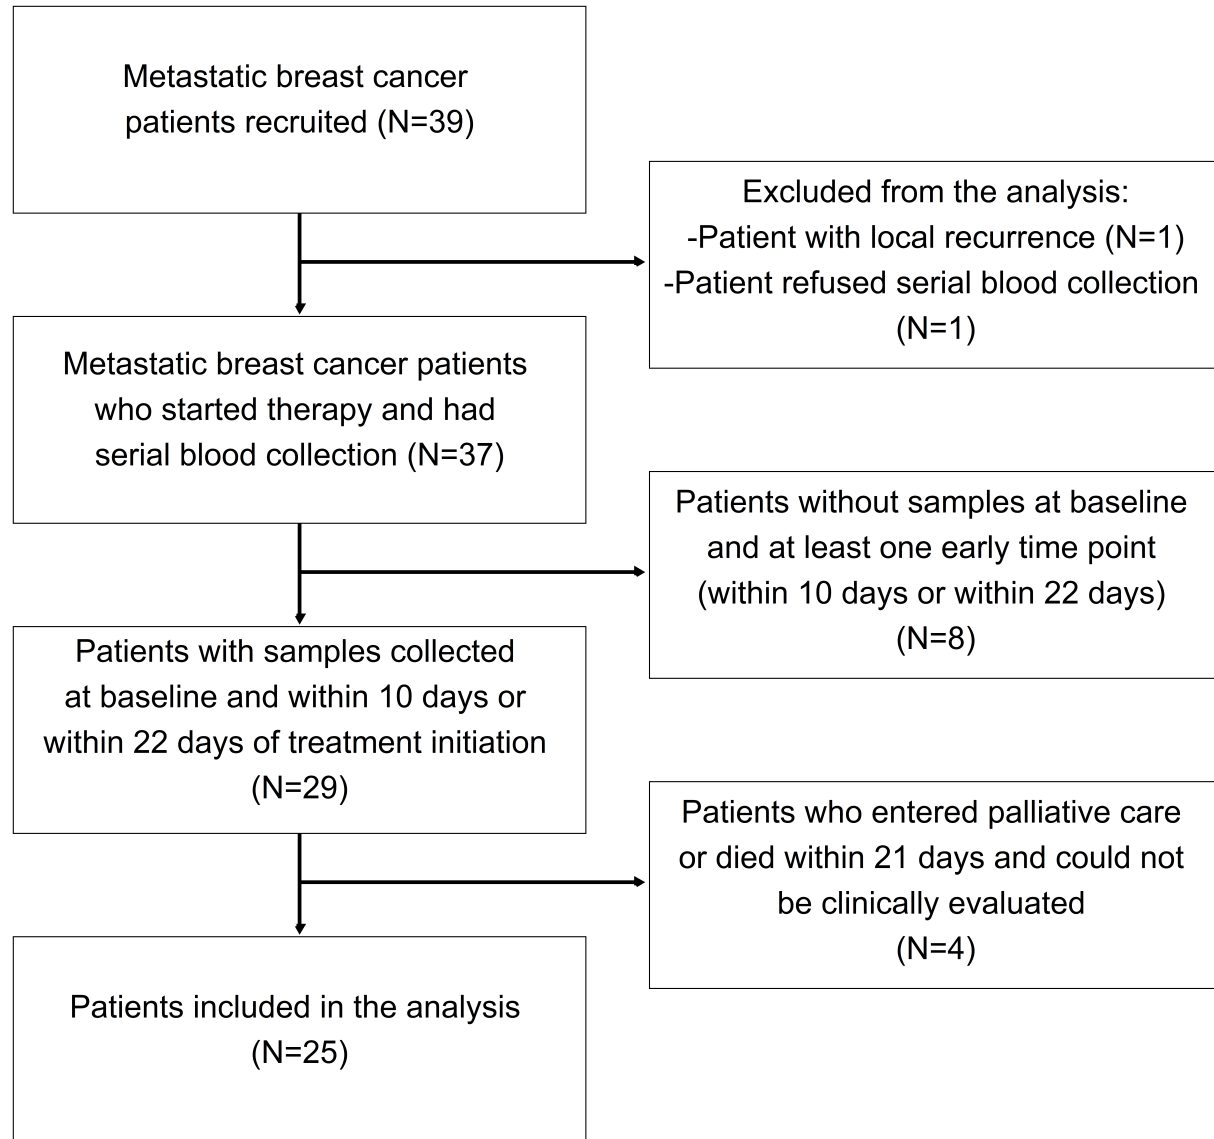 Metastatic breast cancer
patients recruited (N=39)
Excluded from the analysis:
-Patient with local recurrence (N=1)
-Patient refused serial blood collection
(N=1)
Metastatic breast cancer patients
who started therapy and had
serial blood collection (N=37)
Patients without samples at baseline
and at least one early time point
(within 10 days or within 22 days)
(N=8)
Patients with samples collected
at baseline and within 10 days or
within 22 days of treatment initiation
(N=29)
Patients who entered palliative care
or died within 21 days and could not
be clinically evaluated
(N=4)
Patients included in the analysis
(N=25)